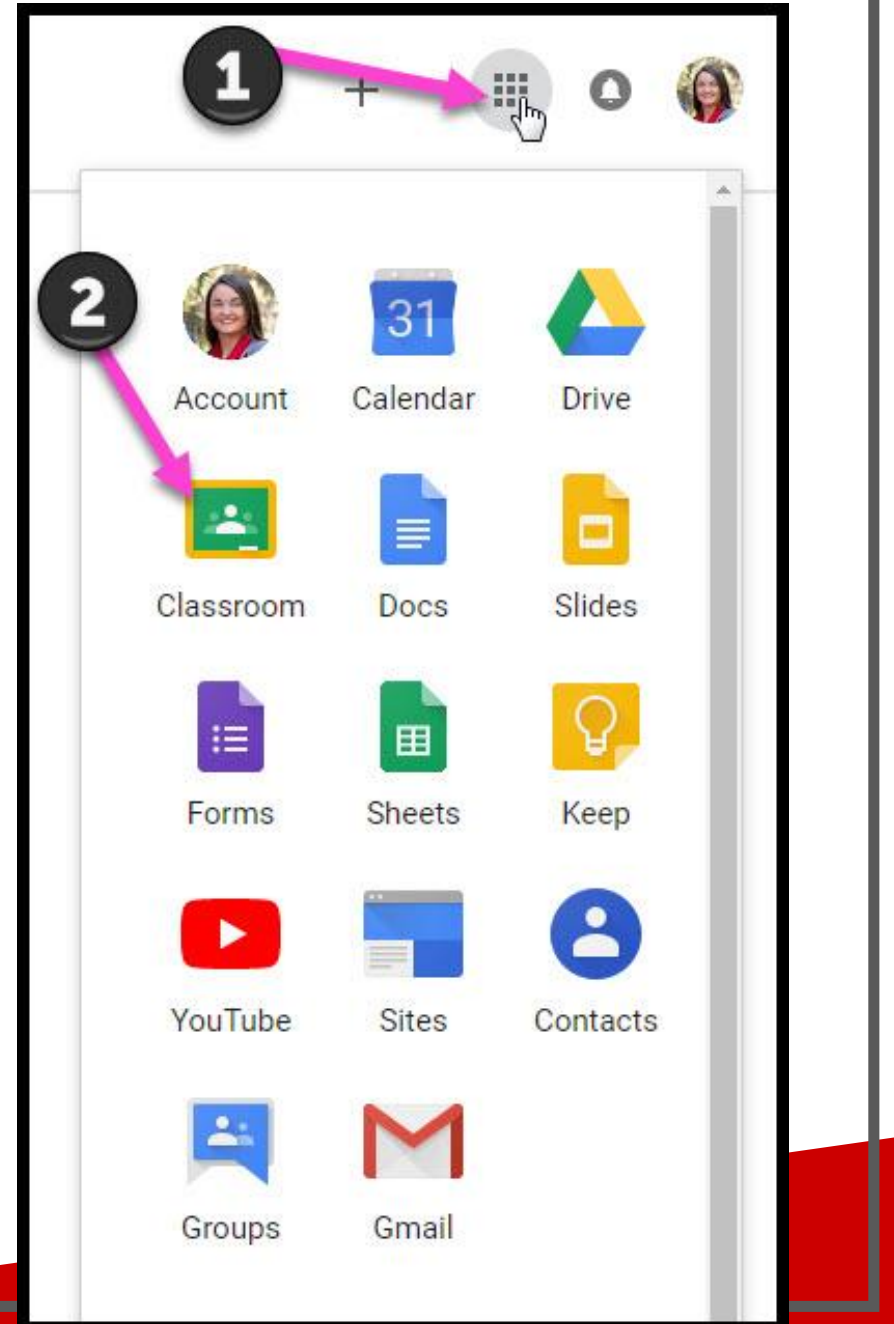 1
2
31
Account Calendar Drive
Classroom Docs Slides
Forms Sheets Keep
YouTube Sites Contacts
Groups Gmail